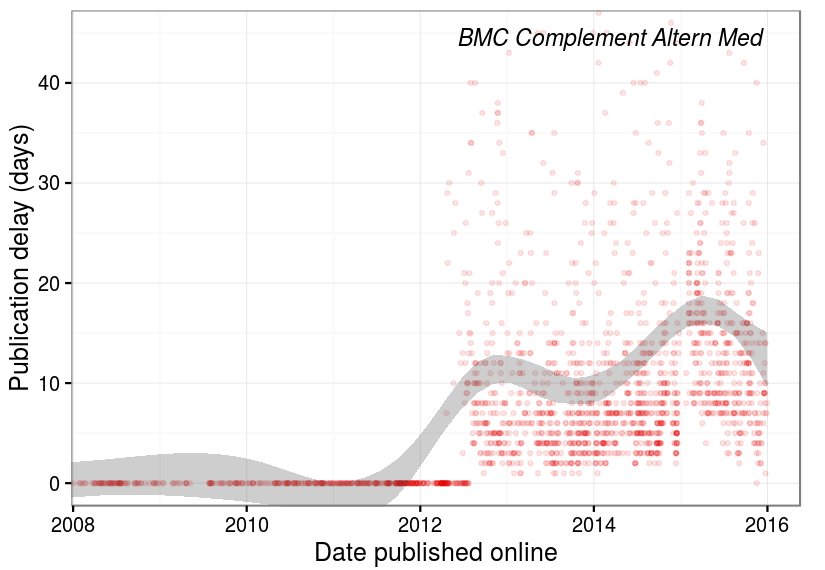 BMC Complement Altern Med
Publication delay (days)
40
30
20
10
0
2008 2010 2012 2014 2016
Date published online